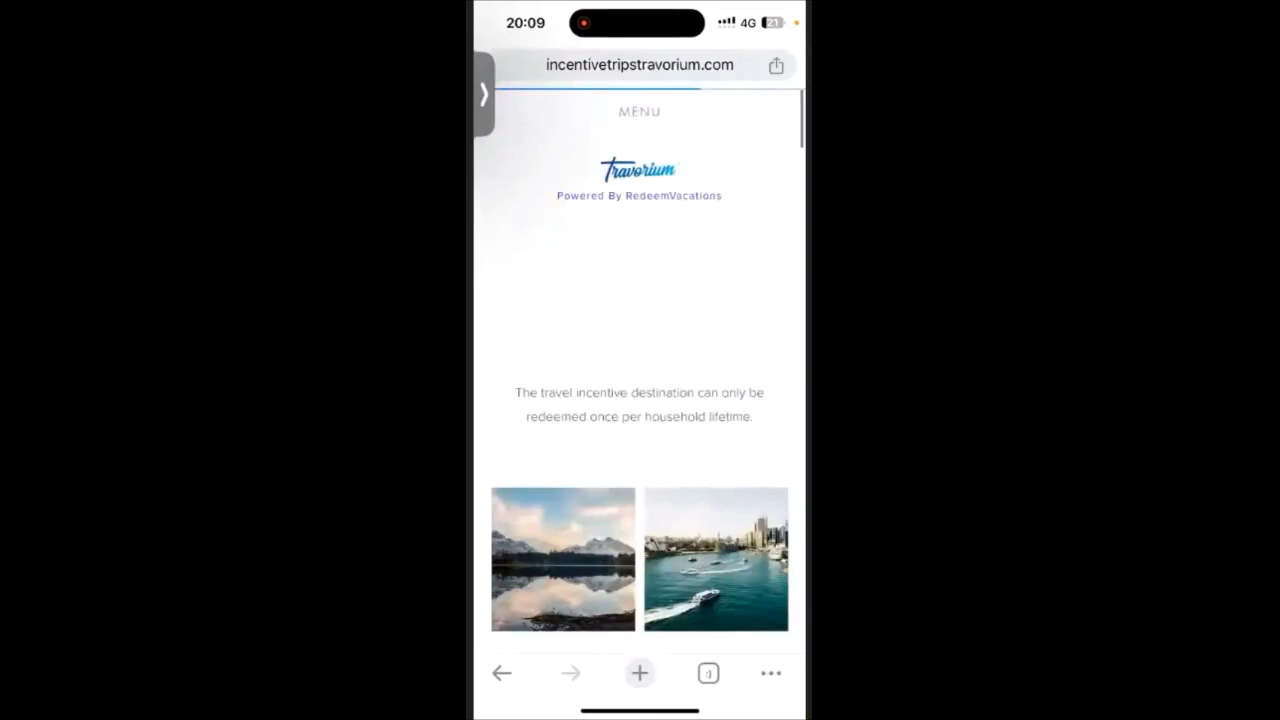 20:09
4G 21
incentivetripstravorium.com
MENU
Travorium
Powered By RedeemVacations
The travel incentive destination can only be
redeemed once per household lifetime.
:)